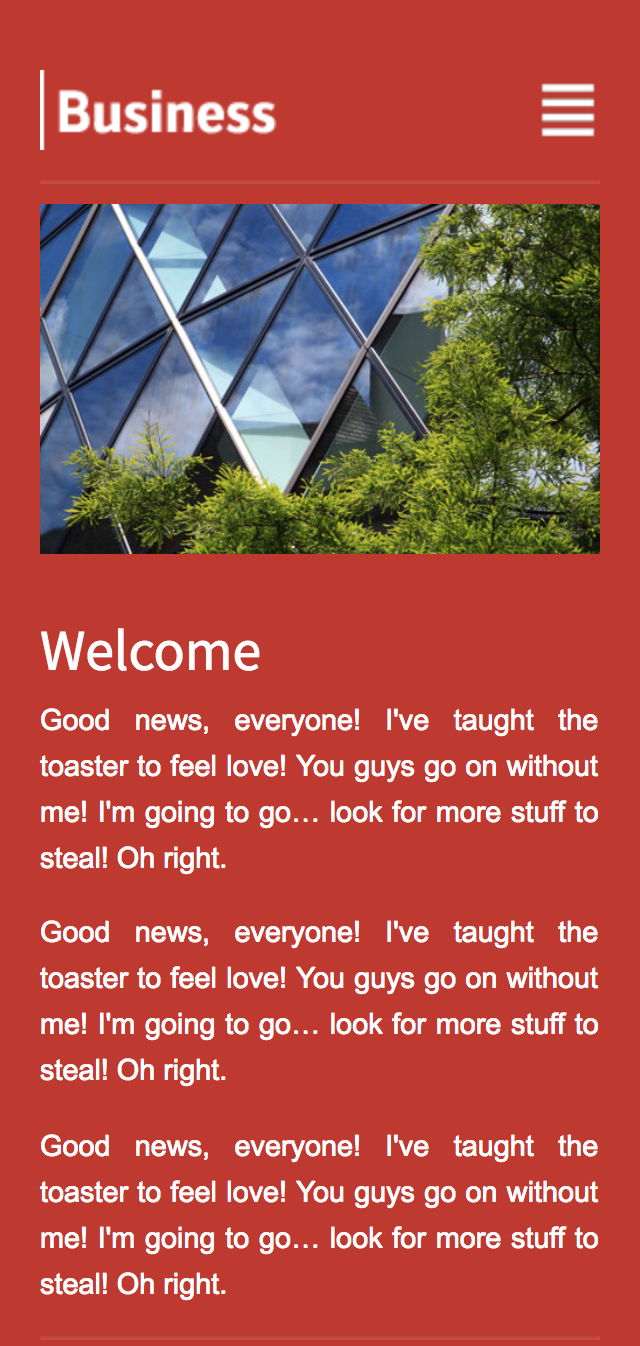 Business
Welcome
Good news, everyone! I've taught the
toaster to feel love! You guys go on without
me! I'm going to go… look for more stuff to
steal! Oh right.
Good news, everyone! I've taught the
toaster to feel love! You guys go on without
me! I'm going to go… look for more stuff to
steal! Oh right.
Good news, everyone! I've taught the
toaster to feel love! You guys go on without
me! I'm going to go… look for more stuff to
steal! Oh right.